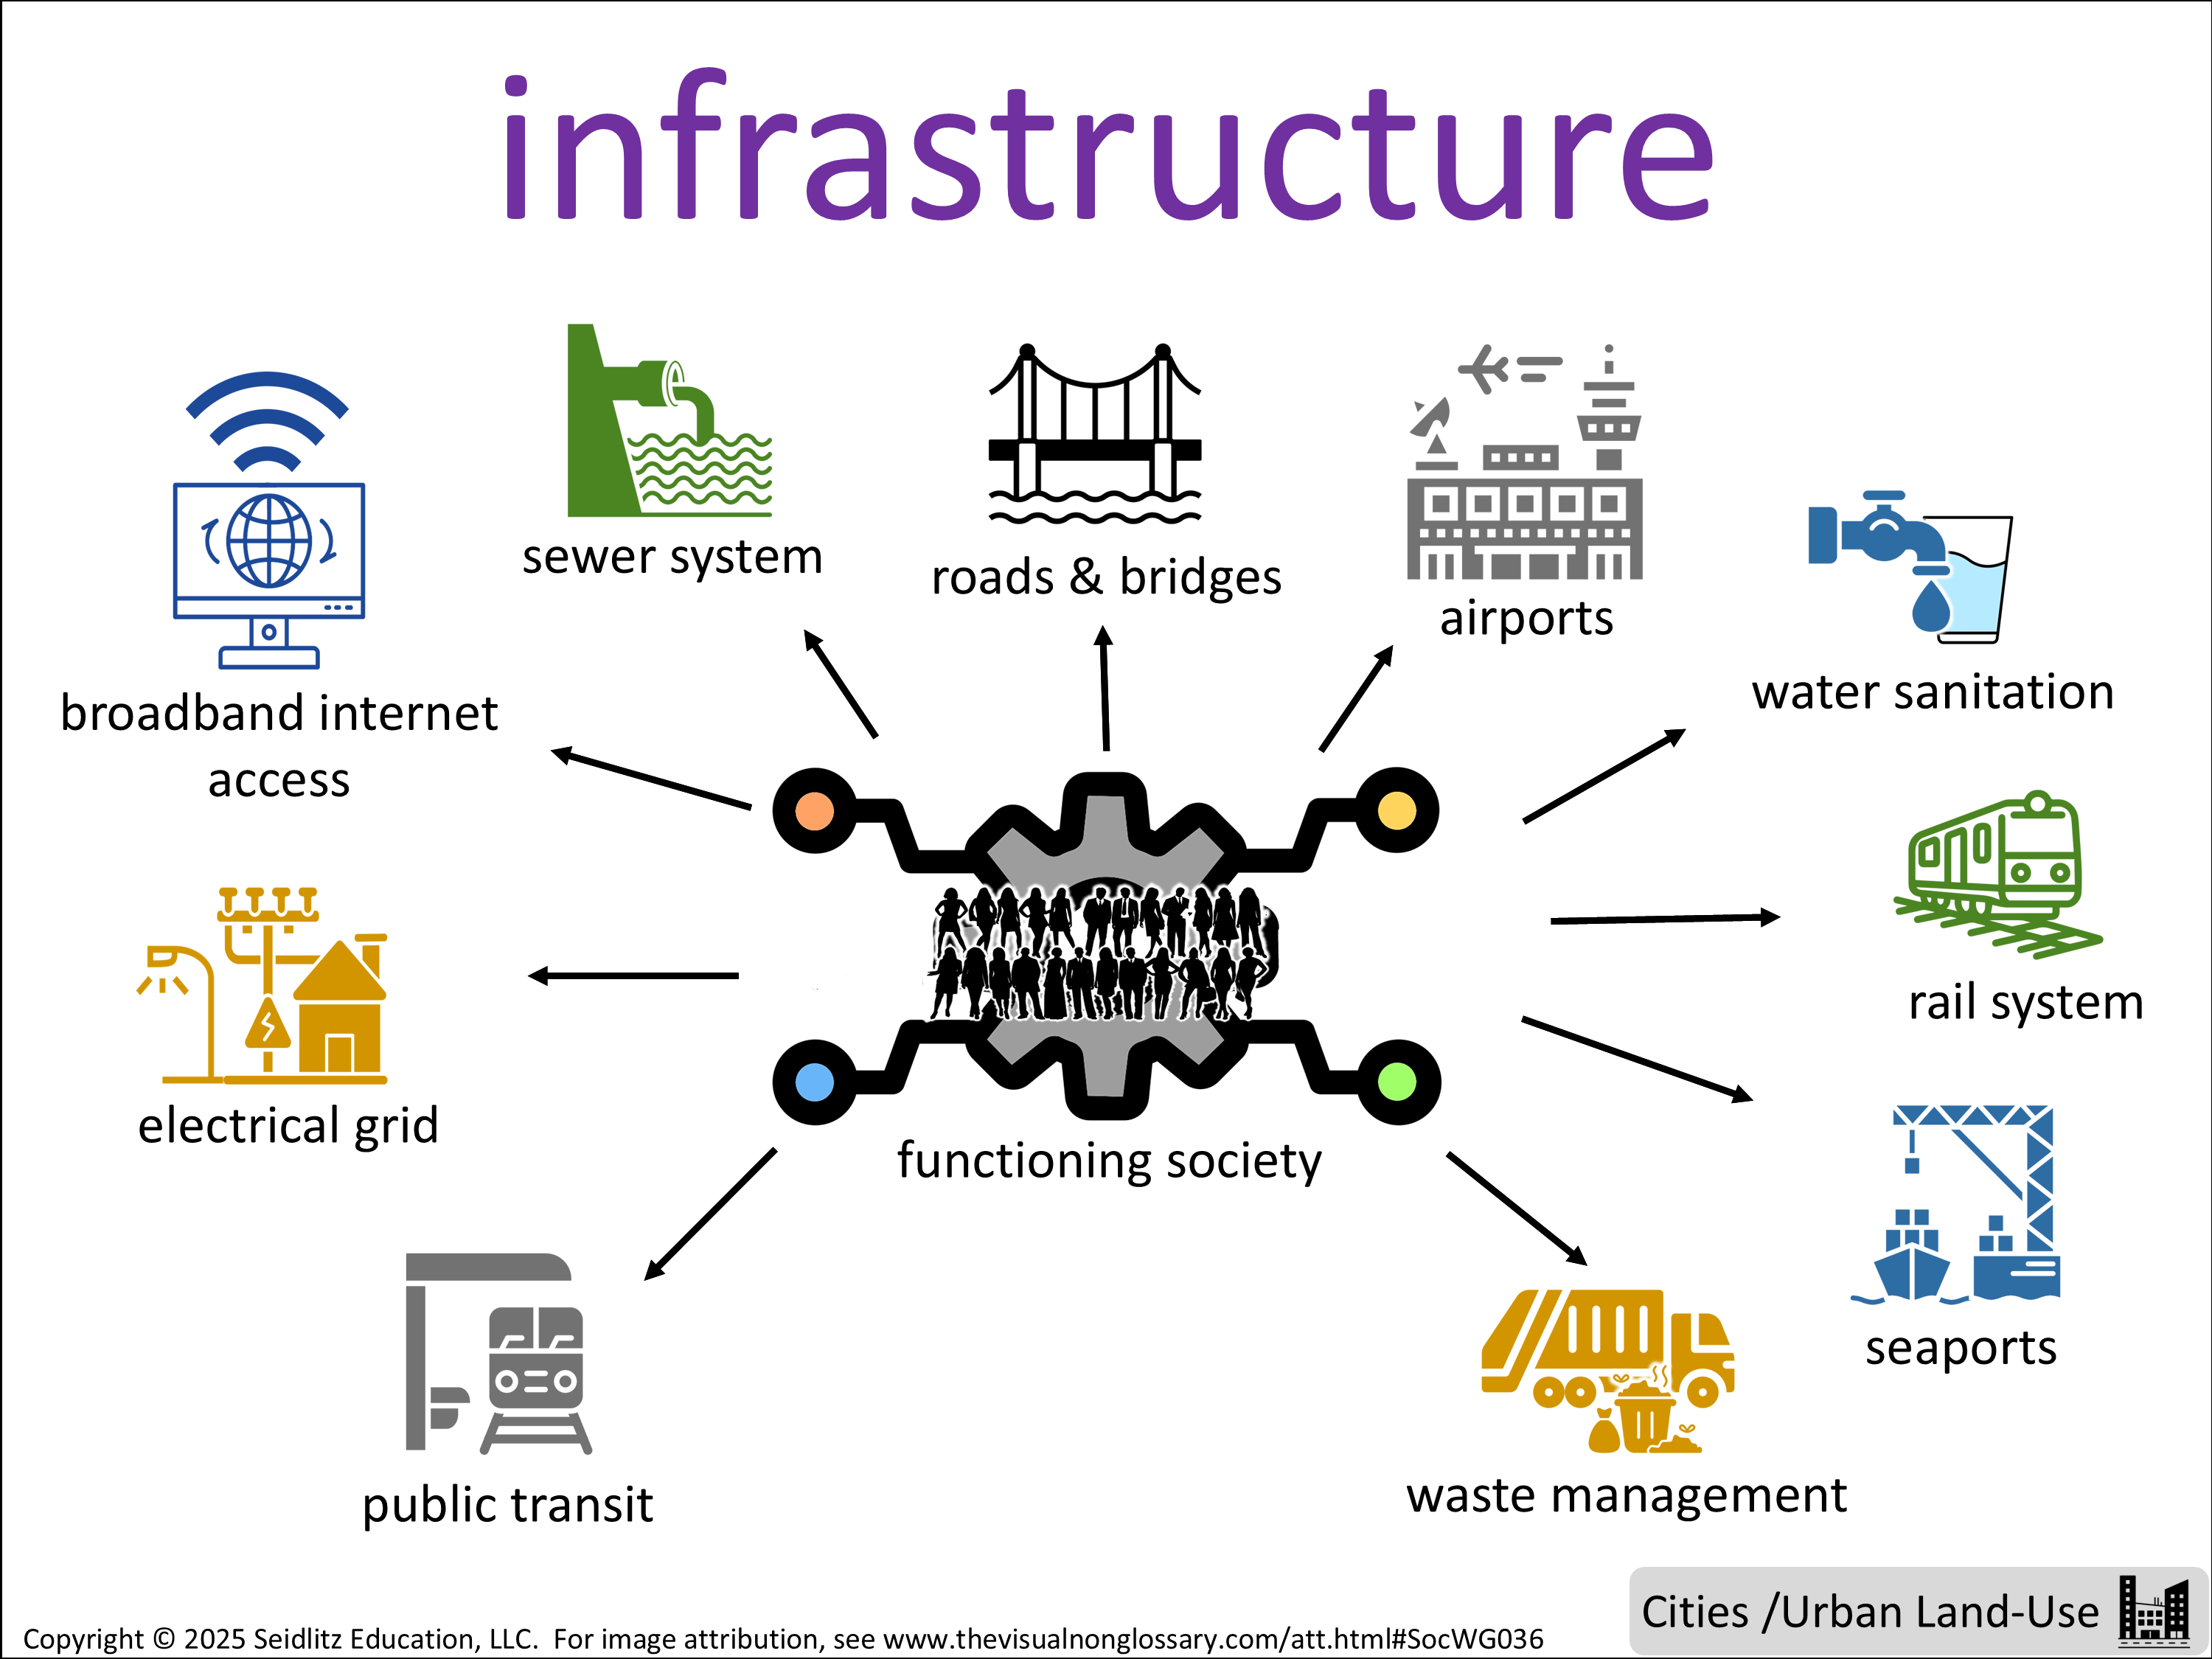 infrastructure
sewer system
roads & bridges
airports
water sanitation
broadband internet
access
rail system
electrical grid
functioning society
seaports
public transit
waste management
Cities /Urban Land-Use
Copyright © 2025 Seidlitz Education, LLC.  For image attribution, see www.thevisualnonglossary.com/att.html#SocWG036